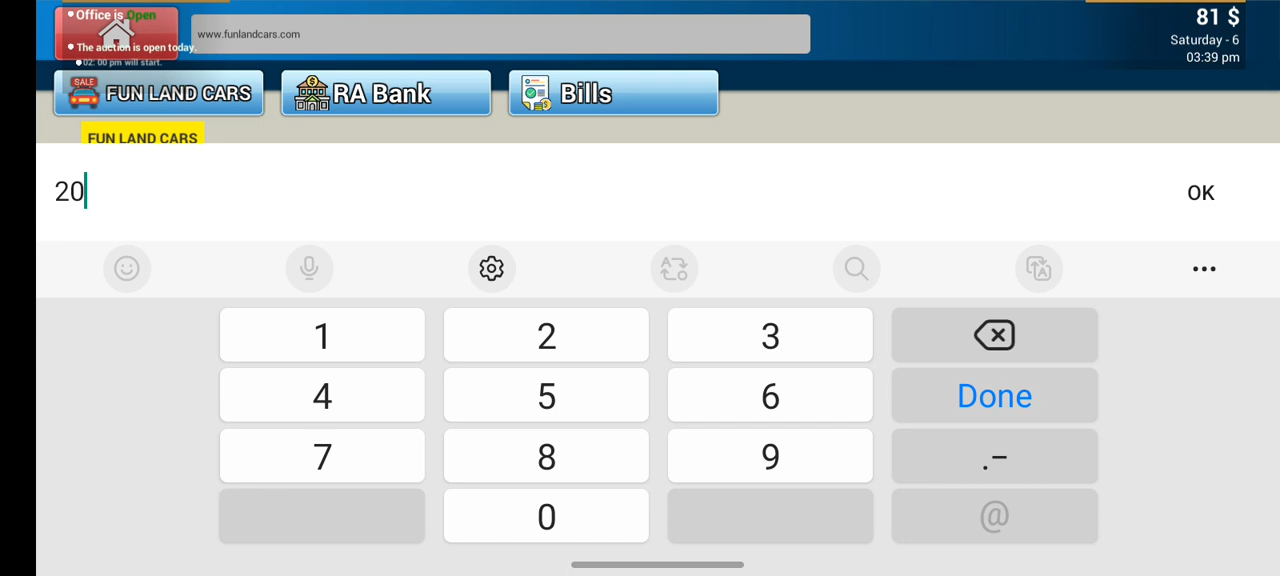 Office is Open
The auction is open today.
02: 00 pm will start.
www.funlandcars.com
81 $
Saturday - 6
03:39 pm
SALE
FUN LAND CARS
RA Bank
Bills
FUN LAND CARS
20
OK
1
2
3
4
5
6
Done
7
8
9
.-
0
@